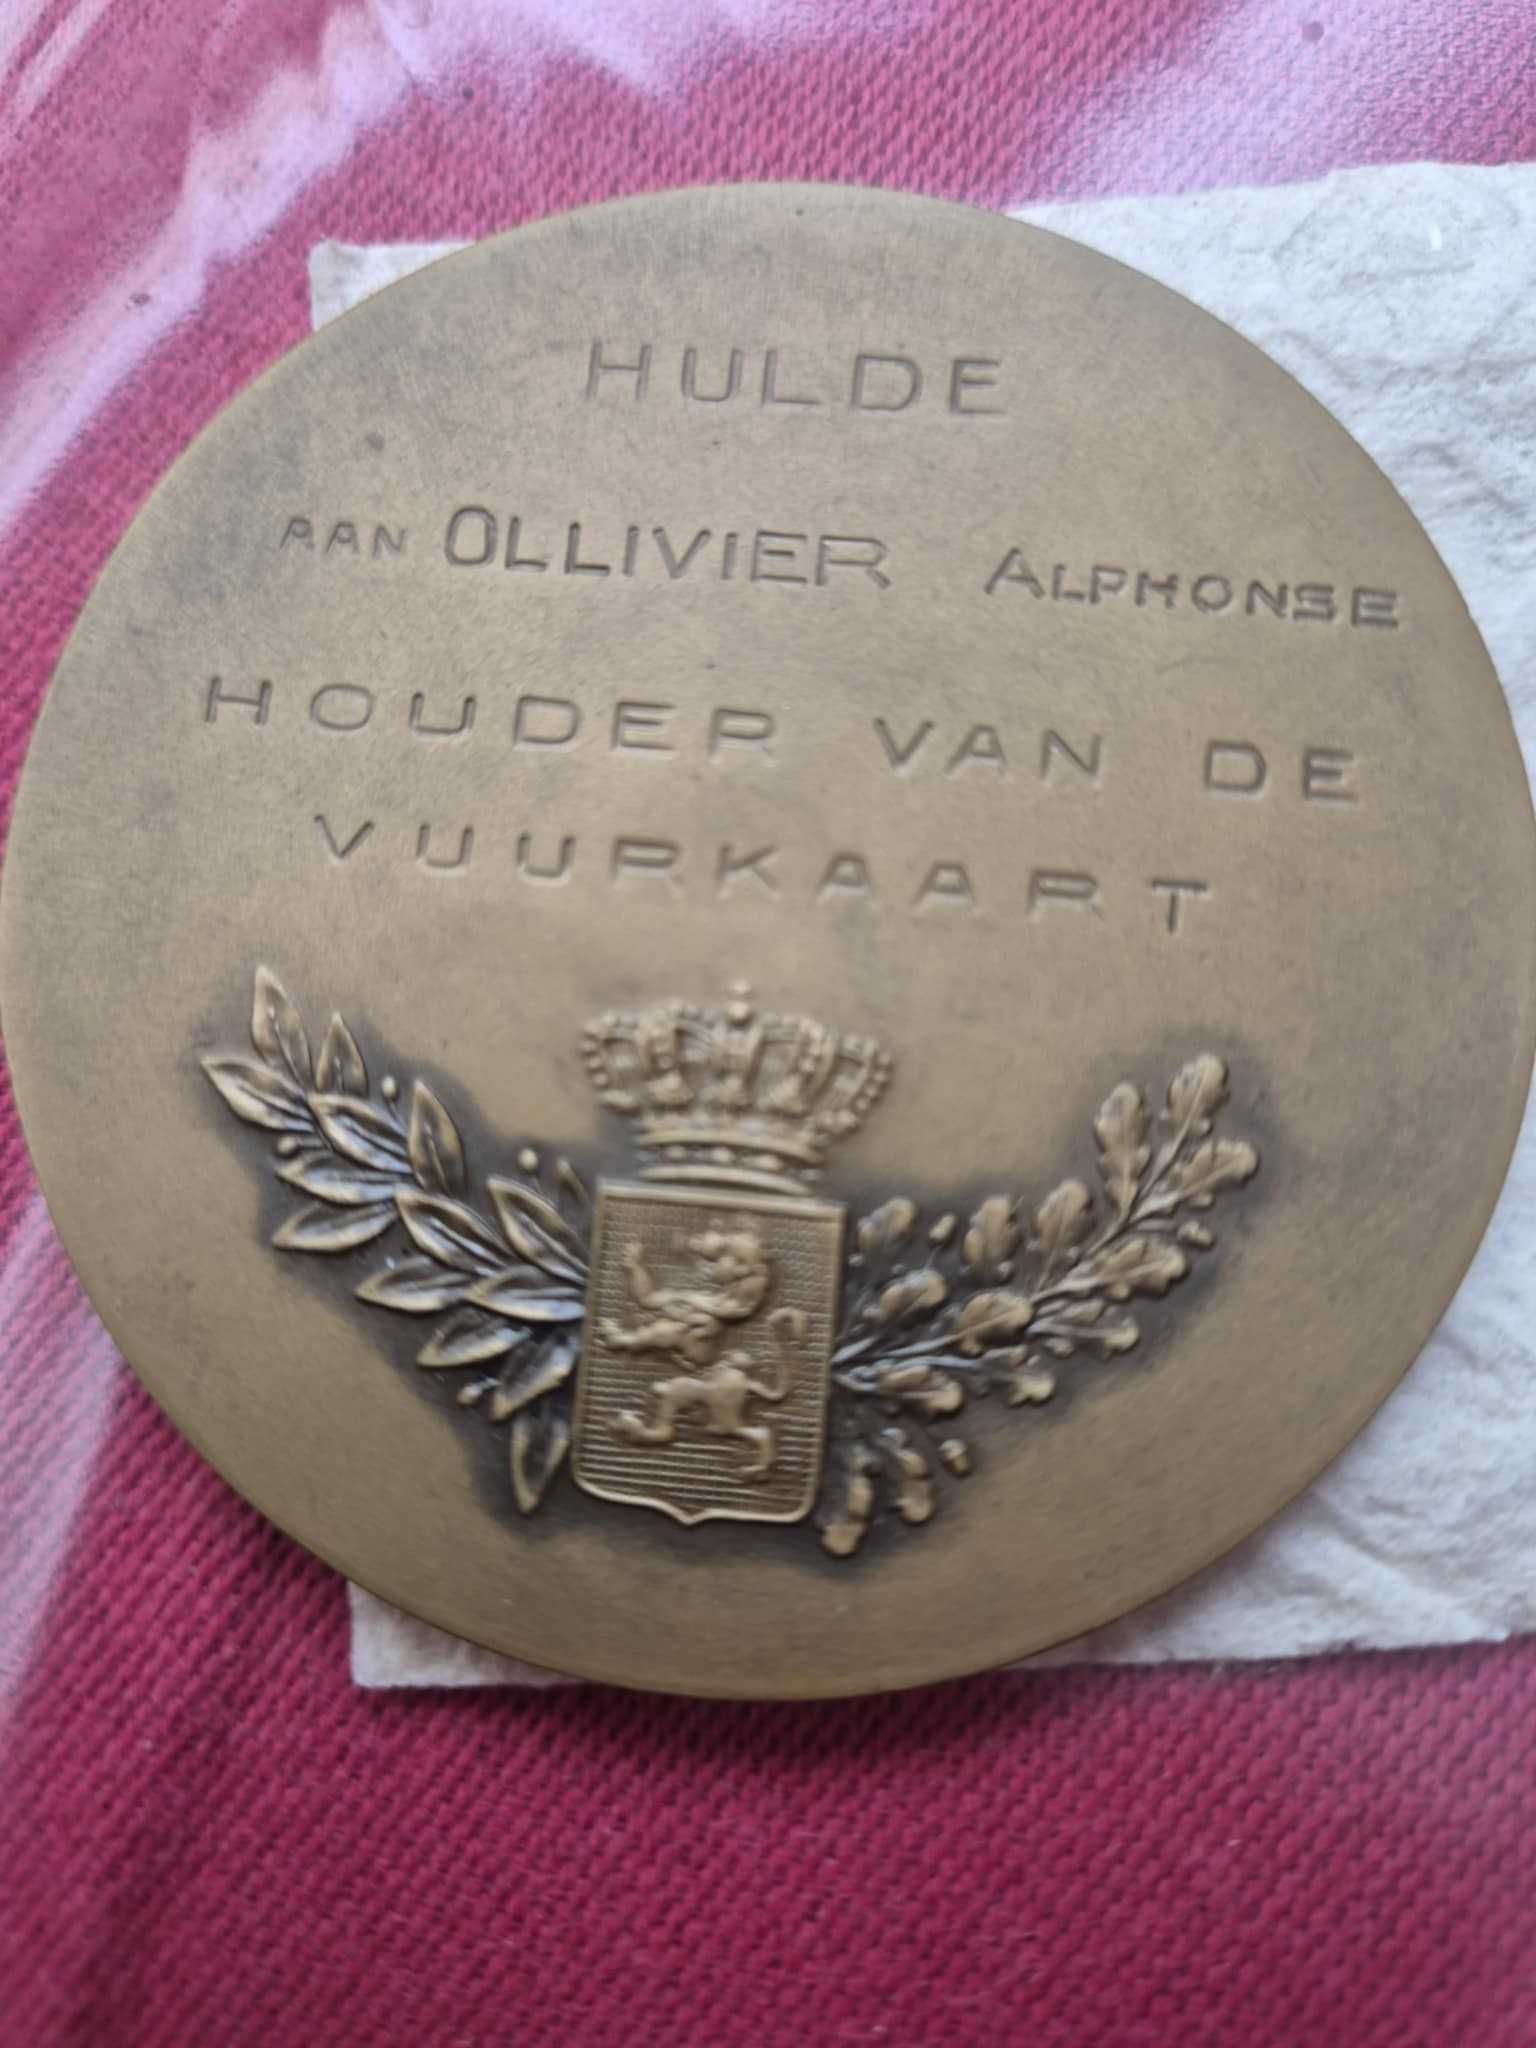 HULDE
AAN OLLIVIER ALPHONSE
HOUDER VAN DE
VUURKAART